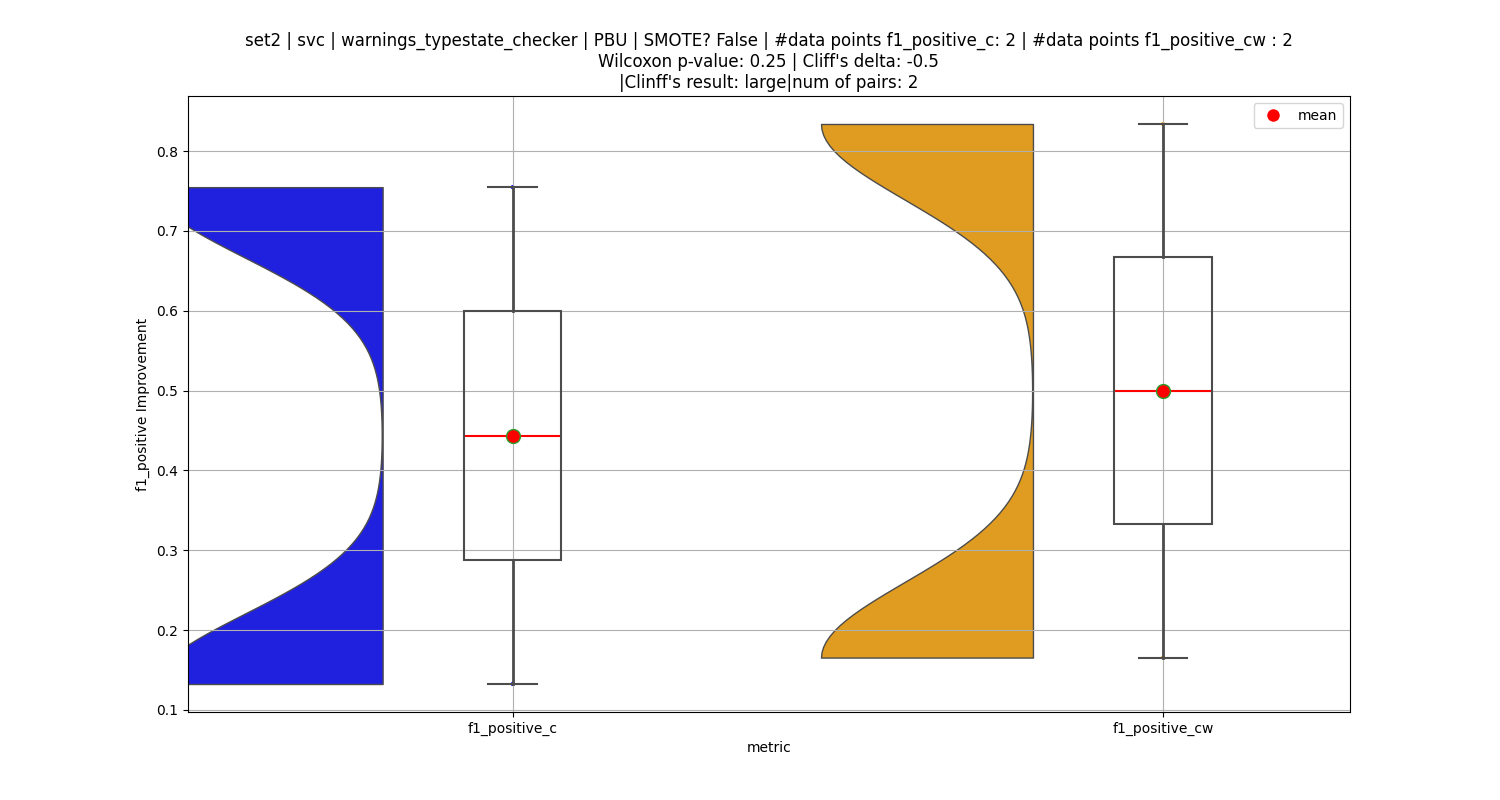 set2 | svc | warnings_typestate_checker | PBU | SMOTE? False | #data points f1_positive_c: 2 | #data points f1_positive_cw : 2
Wilcoxon p-value: 0.25 | Cliff's delta: -0.5
|Clinff's result: large|num of pairs: 2
mean
0.8
0.7
0.6
0.5
0.4
0.3
0.2
0.1
f1_positive Improvement
f1_positive_c
f1_positive_cw
metric